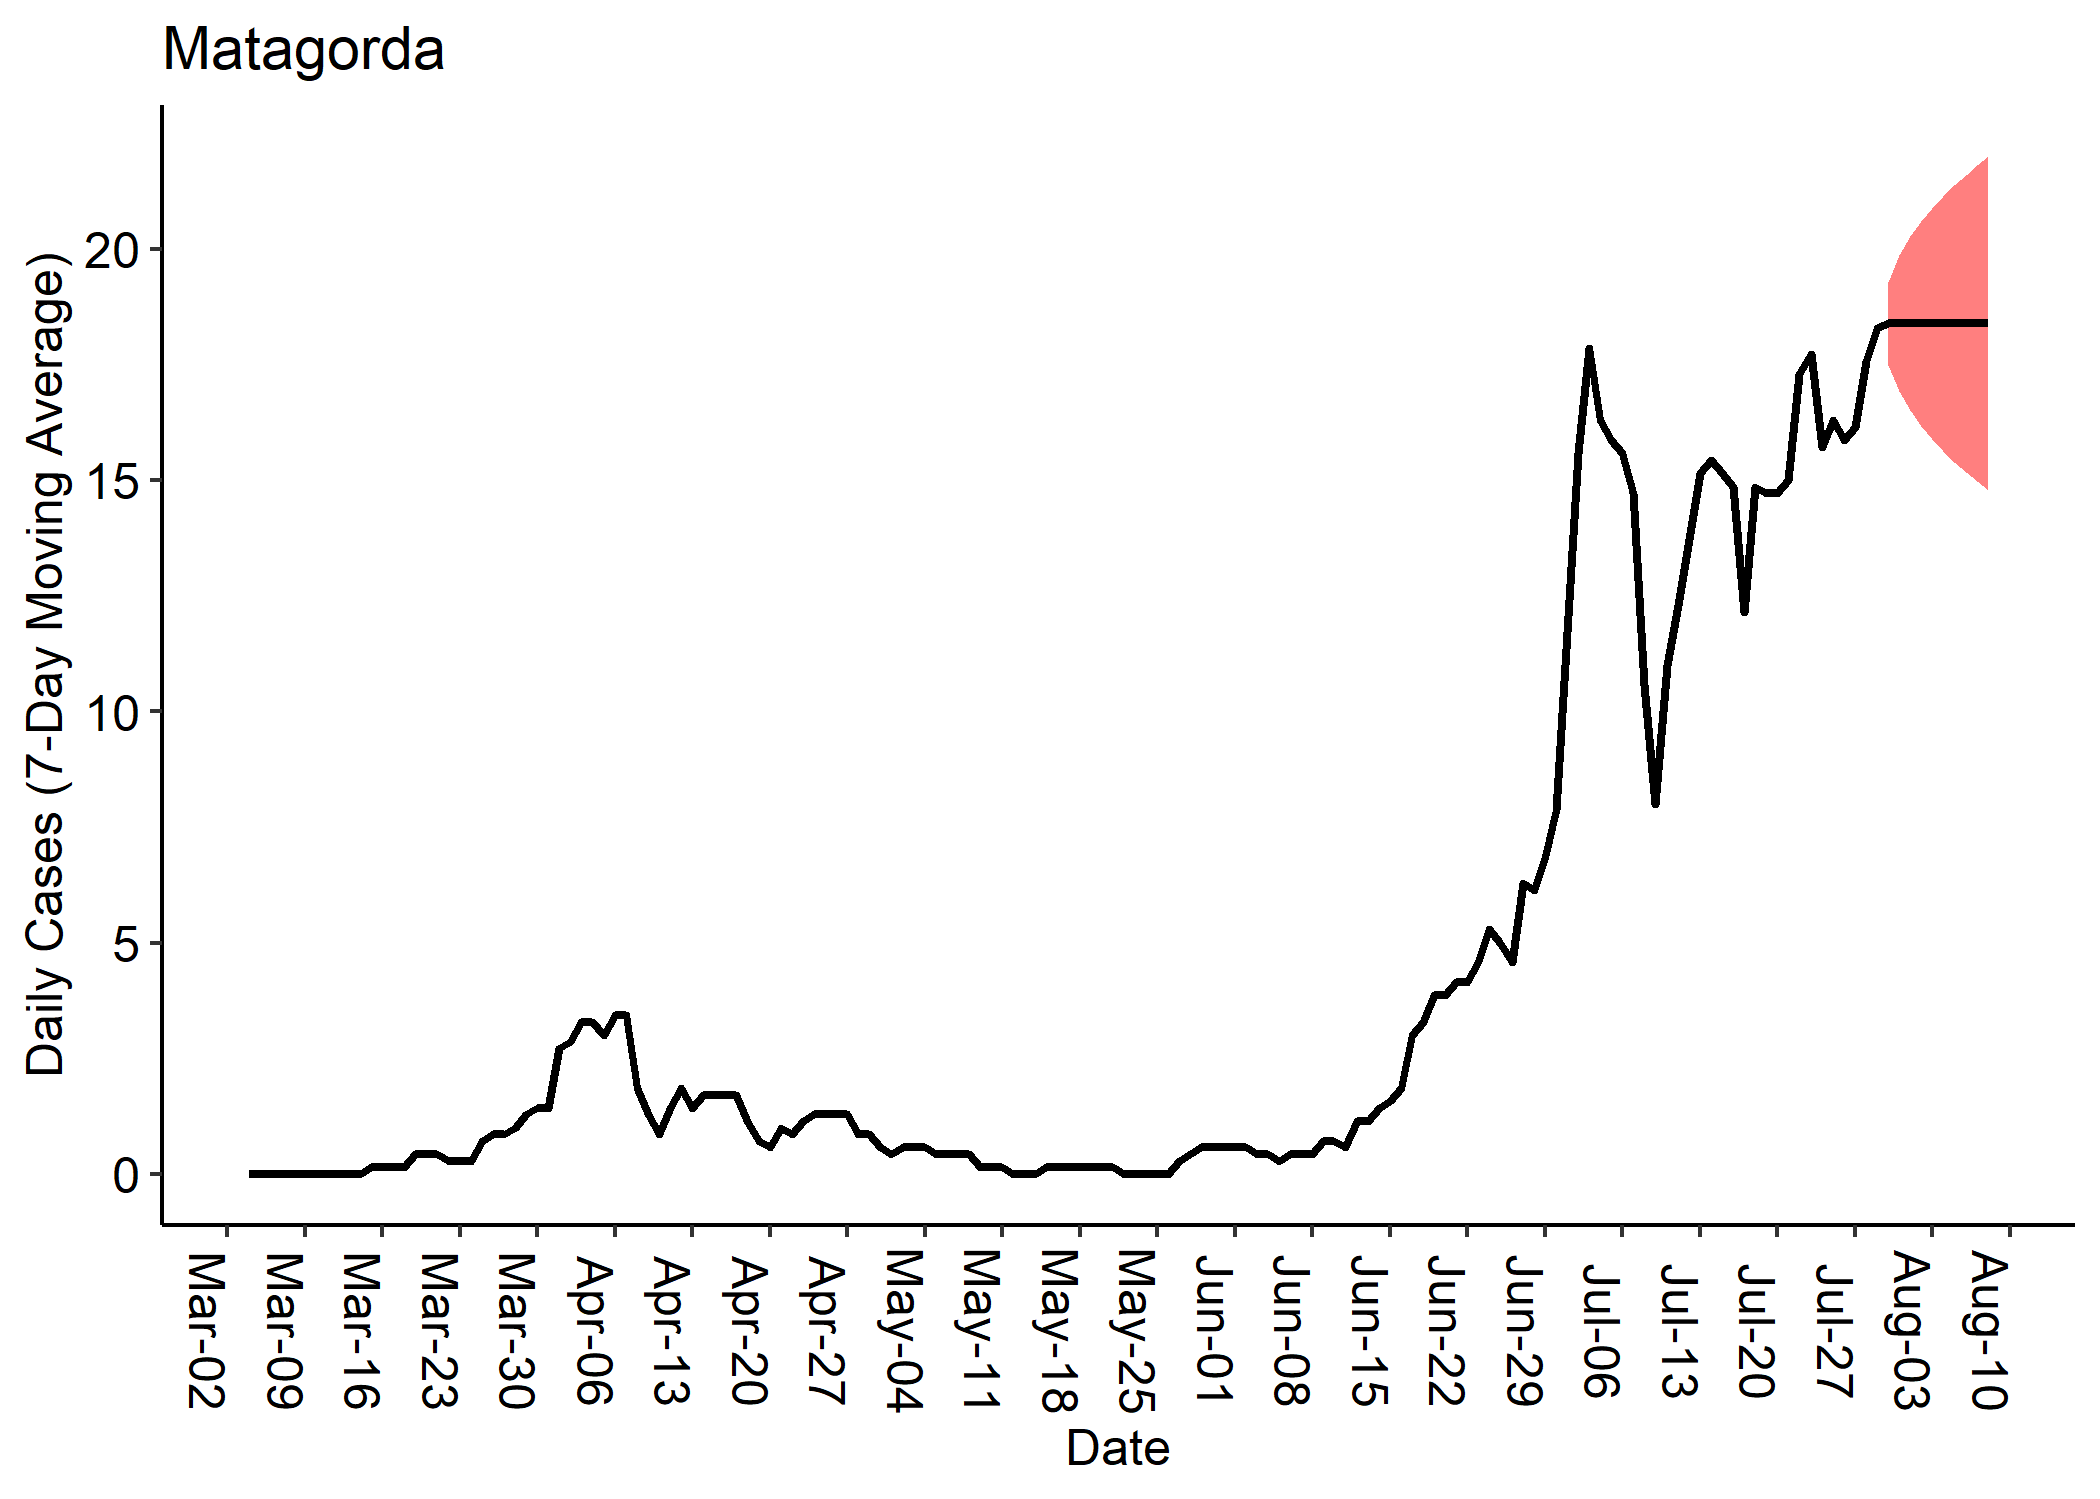 Matagorda
Daily Cases (7-Day Moving Average)
20
15
10
5
0
Mar-02
Mar-09
Mar-16
Mar-23
Mar-30
Apr-06
Apr-13
Apr-20
Apr-27
May-04
May-11
May-18
May-25
Jun-01
Jun-08
Jun-15
Jun-22
Jun-29
Jul-06
Jul-13
Jul-20
Jul-27
Aug-03
Aug-10
Date